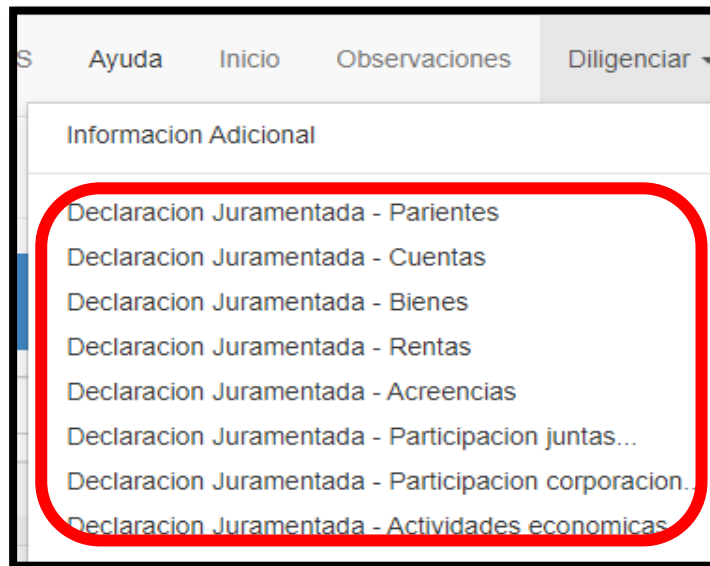 S Ayuda Inicio Observaciones Diligenciar
Informacion Adicional
Declaracion Juramentada - Parientes
Declaracion Juramentada - Cuentas
Declaracion Juramentada - Bienes
Declaracion Juramentada - Rentas
Declaracion Juramentada - Acreencias
Declaracion Juramentada - Participacion juntas...
Declaracion Juramentada - Participacion corporacion..
Declaracion Juramentada - Actividades economicas